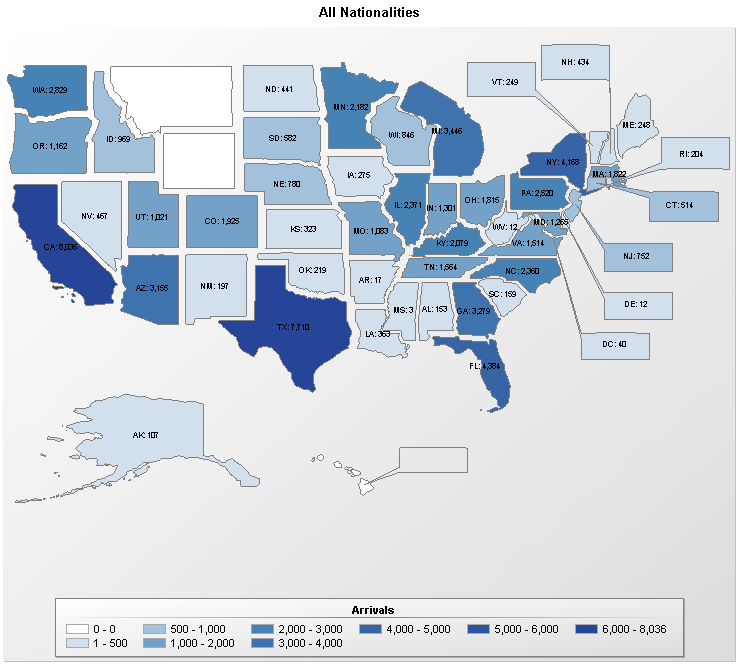 All Nationalities
NH: 434
VT: 249
WA: 2,829
ND: 441
MN: 2,182
ME: 248
WI: 846
MI: 3,446
OR: 1,162
ID: 969
SD: 582
NY: 4,168
RI: 204
MA: 1,822
IA: 275
NE: 780
PA: 2,520
CT: 514
NV: 457
UT: 1,021
CO: 1,925
KS: 323
MO: 1,083
IL: 2,371
IN: 1,301
OH: 1,815
WV: 12
MD: 1,265
VA: 1,514
CA: 8,036
KY: 2,079
NJ: 752
TN: 1,564
NC: 2,360
AZ: 3,155
NM: 197
OK: 219
AR: 17
SC: 159
DE: 12
MS: 3
AL: 153
GA: 3,279
TX: 7,710
LA: 363
DC: 40
FL: 4,384
AK: 107
Arrivals
0 - 0 500 - 1,000 2,000 - 3,000 4,000 - 5,000 5,000 - 6,000 6,000 - 8,036
1 - 500 1,000 - 2,000 3,000 - 4,000